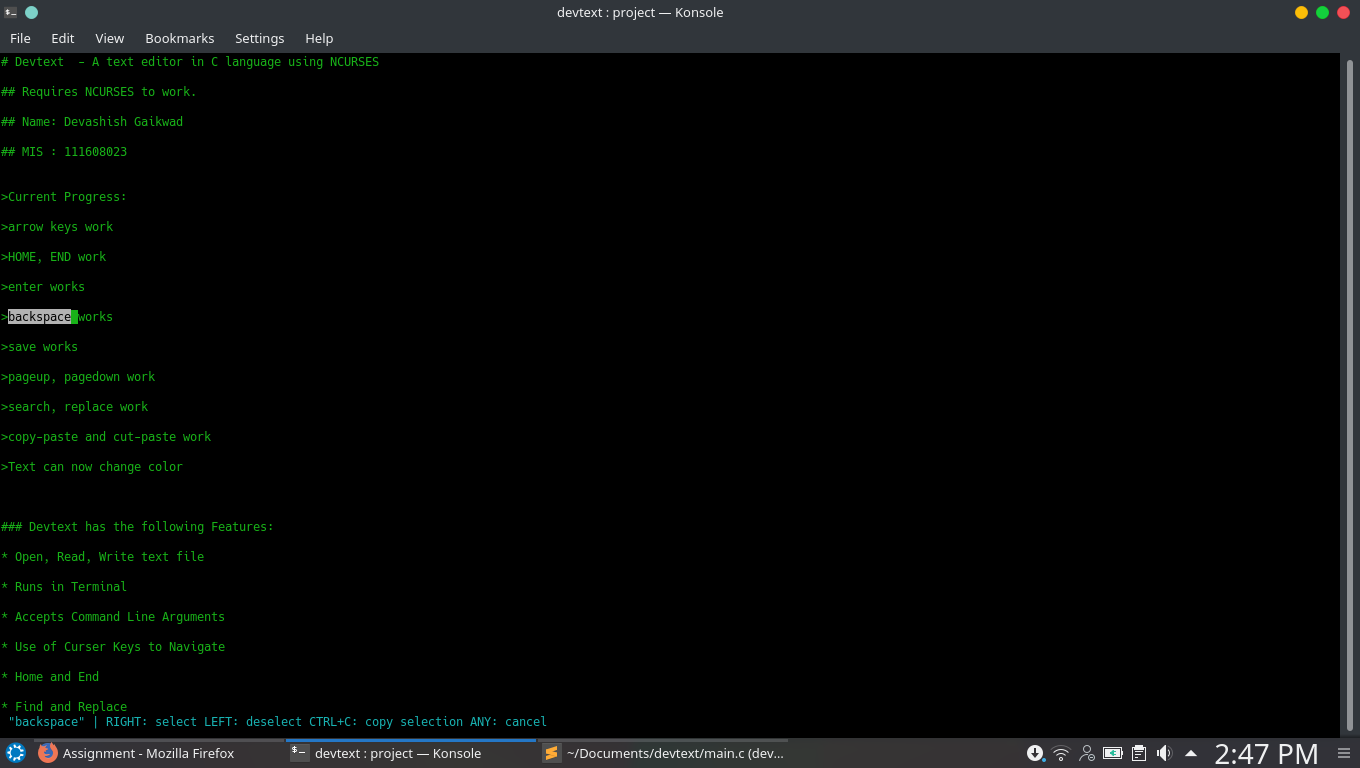 devtext : project — Konsole
File Edit View Bookmarks Settings Help
# Devtext  - A text editor in C language using NCURSES
## Requires NCURSES to work.
## Name: Devashish Gaikwad
## MIS : 111608023
>Current Progress:
>arrow keys work
>HOME, END work
>enter works
>backspace works
>save works
>pageup, pagedown work
>search, replace work
>copy-paste and cut-paste work
>Text can now change color
### Devtext has the following Features:
* Open, Read, Write text file
* Runs in Terminal
* Accepts Command Line Arguments
* Use of Curser Keys to Navigate
* Home and End
* Find and Replace
"backspace" | RIGHT: select LEFT: deselect CTRL+C: copy selection ANY: cancel
Assignment - Mozilla Firefox devtext : project — Konsole ~/Documents/devtext/main.c (dev... 2:47 PM